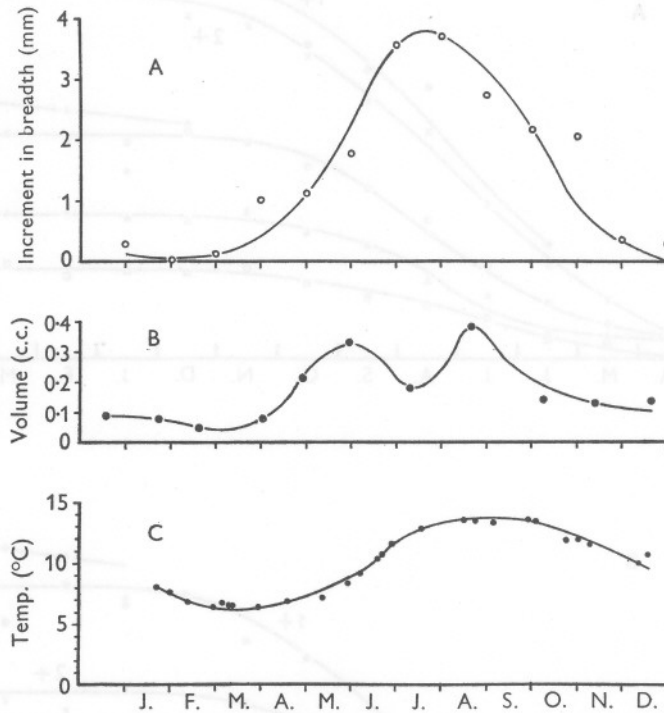 4
3
2
1
0
Increment in breadth (mm)
A
0·4
0·3
0·2
0·1
0
Volume (c.c.)
B
15
10
5
0
Temp. (°C)
C
J. F. M. A. M. J. J. A. S. O. N. D.